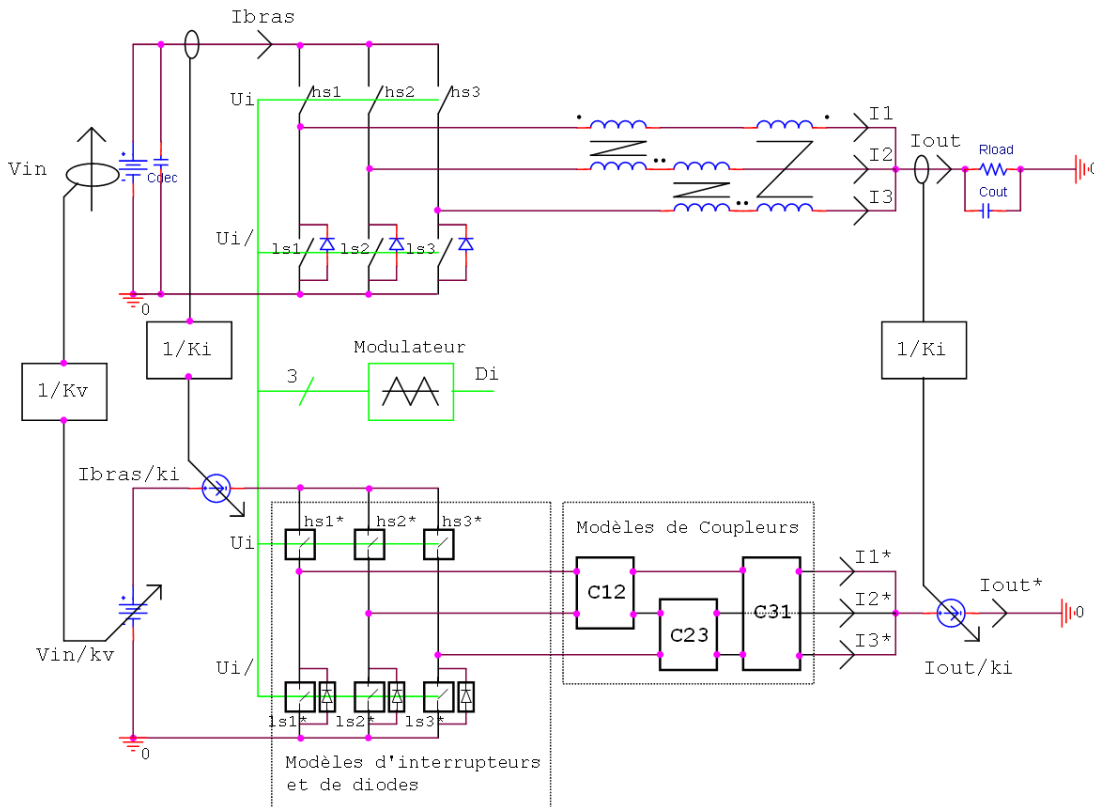 Ibras
Ui
hs1
hs2
hs3
I1
Iout
I2
Rload
Vin
Cdec
0
Cout
I3
Ui/
ls1
ls2
ls3
0
1/Ki
Modulateur
1/Ki
1/Kv
3
Di
Ibras/ki
hs1*
hs2*
hs3*
Modèles de Coupleurs
Ui
I1*
C12
Iout*
I2*
C31
0
C23
Vin/kv
Ui/
I3*
Iout/ki
ls1*
ls2*
ls3*
0
Modèles d'interrupteurs
et de diodes